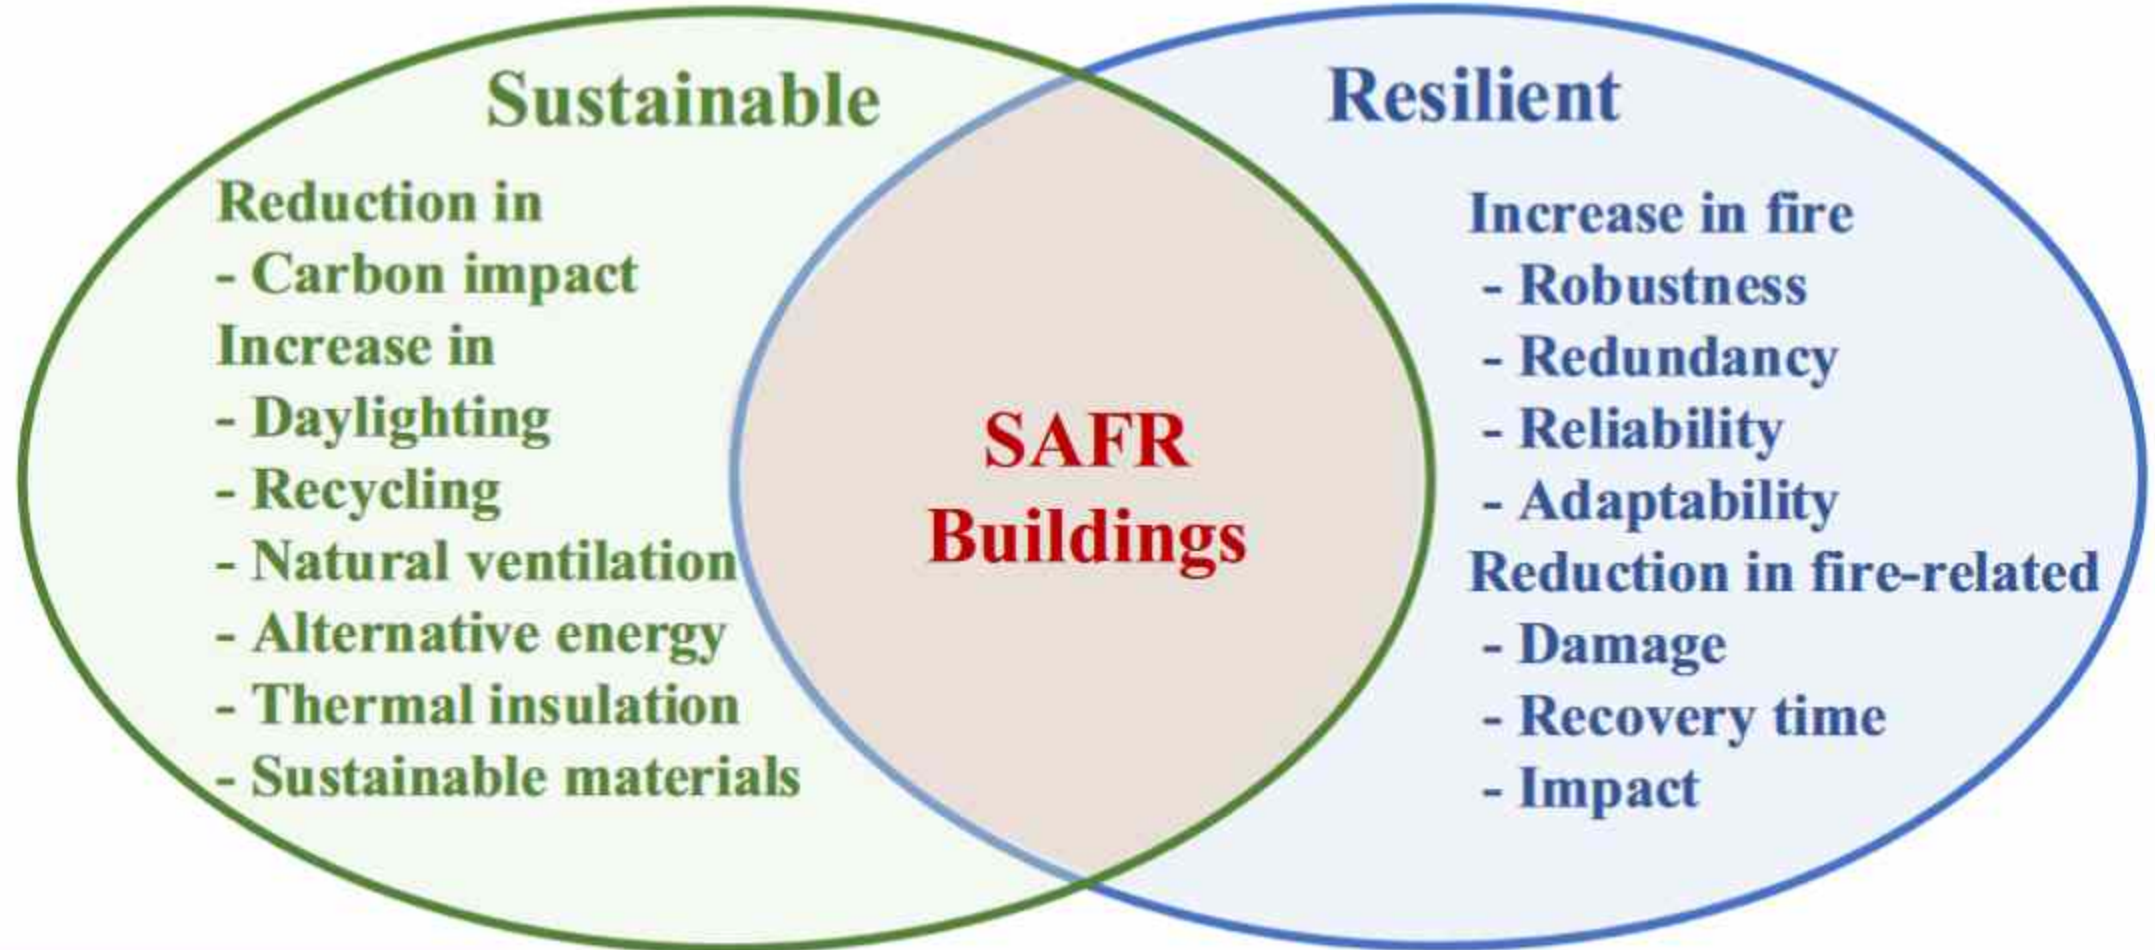 Sustainable
Reduction in
- Carbon impact
Increase in
- Daylighting
- Recycling
- Natural ventilation
- Alternative energy
- Thermal insulation
- Sustainable materials
SAFR
Buildings
Resilient
Increase in fire
- Robustness
- Redundancy
- Reliability
- Adaptability
Reduction in fire-related
- Damage
- Recovery time
- Impact